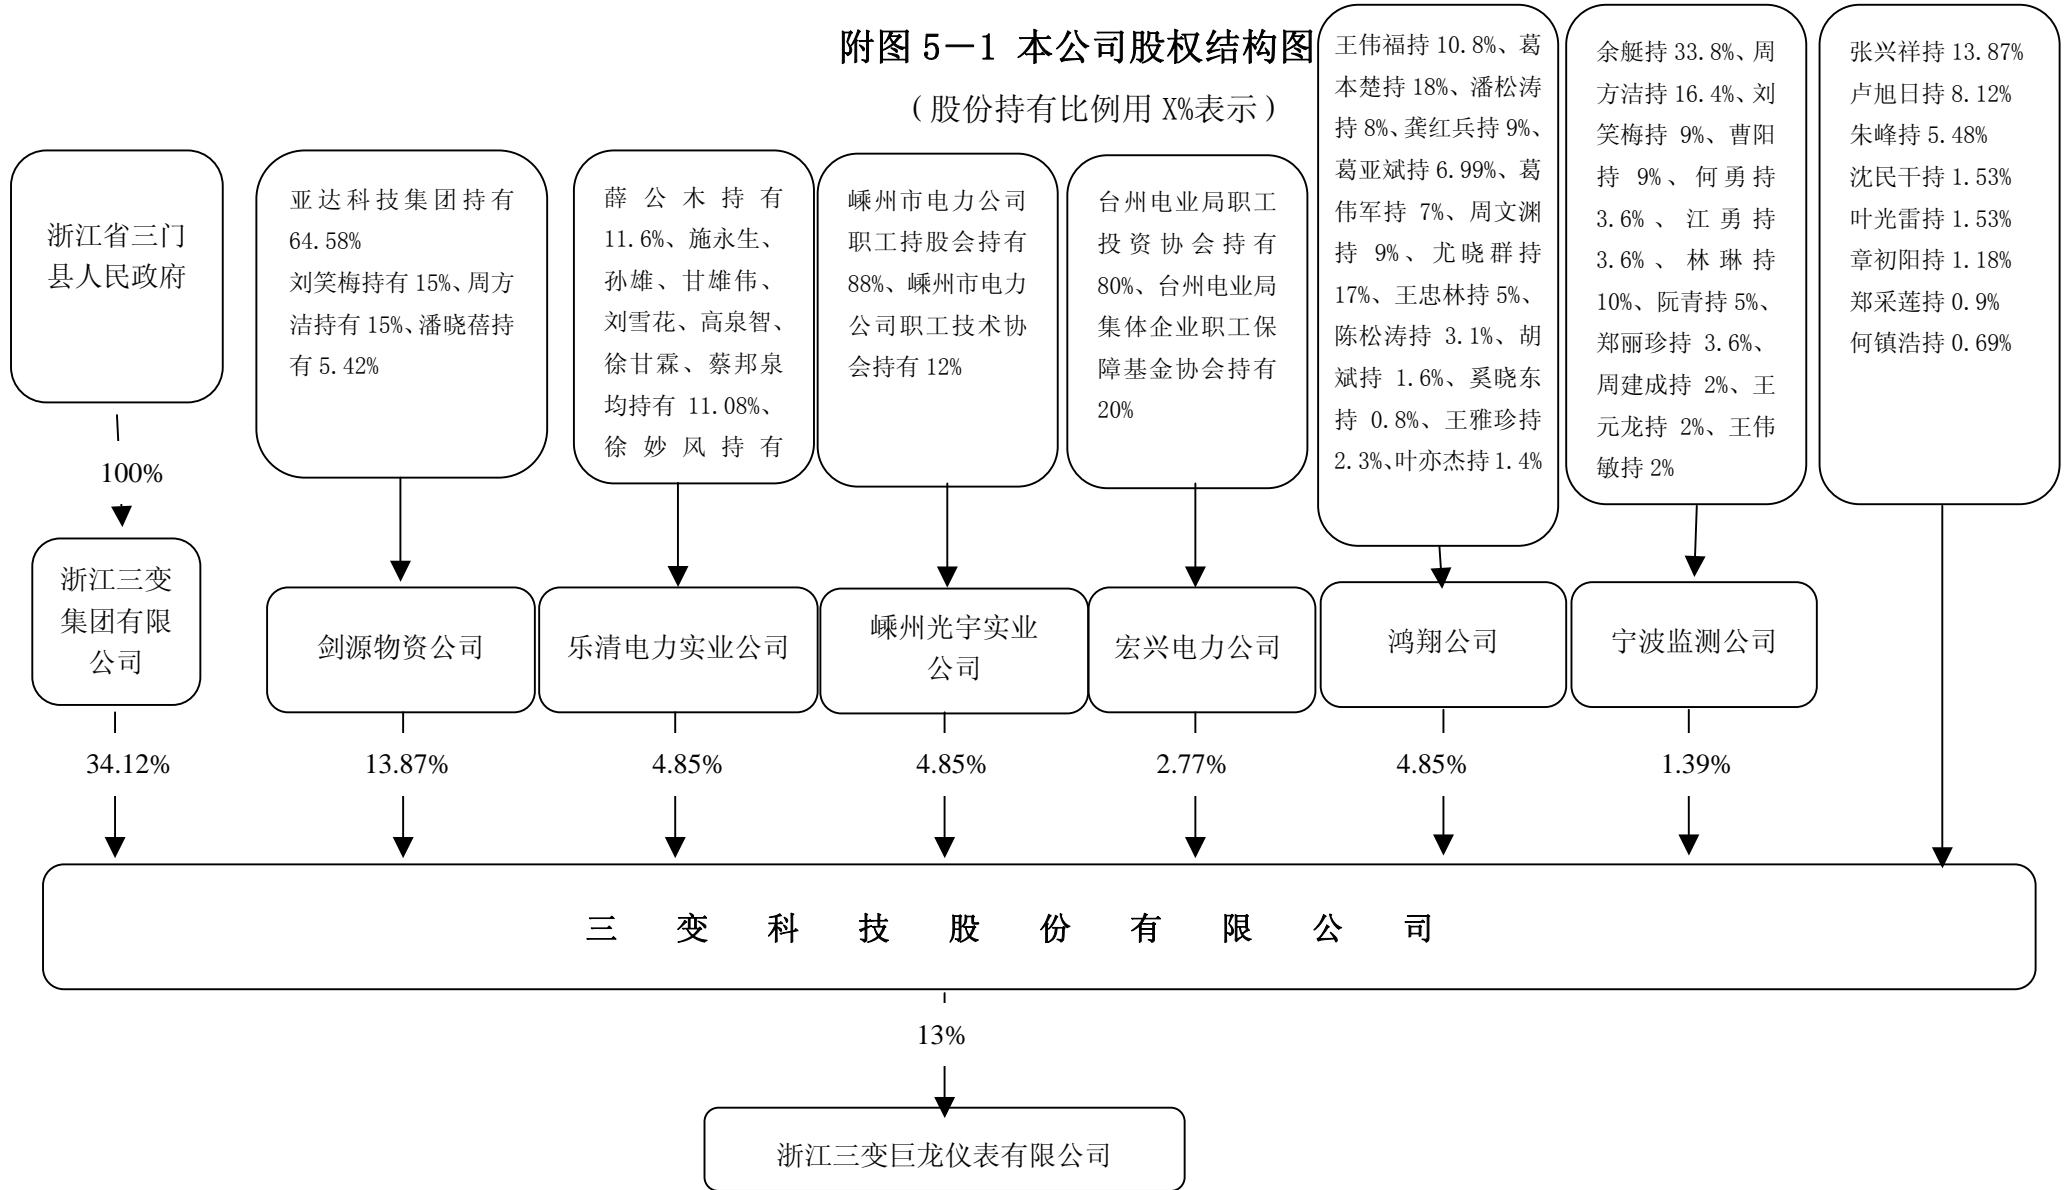 附图 5－1 本公司股权结构图
（股份持有比例用 X%表示）
浙江省三门
县人民政府
亚达科技集团持有
64.58%
刘笑梅持有 15%、周方
洁持有 15%、潘晓蓓持
有 5.42%
薛公木持有
11.6%、施永生、
孙雄、甘雄伟、
刘雪花、高泉智、
徐甘霖、蔡邦泉
均持有 11.08%、
徐妙风持有
嵊州市电力公司
职工持股会持有
88%、嵊州市电力
公司职工技术协
会持有 12%
台州电业局职工
投资协会持有
80%、台州电业局
集体企业职工保
障基金协会持有
20%
王伟福持 10.8%、葛
本楚持 18%、潘松涛
持 8%、龚红兵持 9%、
葛亚斌持 6.99%、葛
伟军持 7%、周文渊
持 9%、尤晓群持
17%、王忠林持 5%、
陈松涛持 3.1%、胡
斌持 1.6%、奚晓东
持 0.8%、王雅珍持
2.3%、叶亦杰持 1.4%
余艇持 33.8%、周
方洁持 16.4%、刘
笑梅持 9%、曹阳
持 9%、何勇持
3.6%、江勇持
3.6%、林琳持
10%、阮青持 5%、
郑丽珍持 3.6%、
周建成持 2%、王
元龙持 2%、王伟
敏持 2%
张兴祥持 13.87%
卢旭日持 8.12%
朱峰持 5.48%
沈民干持 1.53%
叶光雷持 1.53%
章初阳持 1.18%
郑采莲持 0.9%
何镇浩持 0.69%
100%
浙江三变
集团有限
公司
剑源物资公司
乐清电力实业公司
嵊州光宇实业
公司
宏兴电力公司
鸿翔公司
宁波监测公司
34.12%
13.87%
4.85%
4.85%
2.77%
4.85%
1.39%
三变科技股份有限公司
13%
浙江三变巨龙仪表有限公司